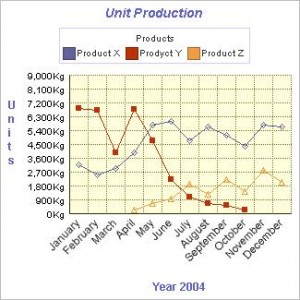 Unit Production
Products
Product X
Prodyct Y
Product Z
9,000Kg
8,100Kg
7,200Kg
6,300Kg
5,400Kg
4,500Kg
3,600Kg
2,700Kg
1,800Kg
900Kg
0Kg
Units
January
February
March
April
May
June
July
August
September
October
November
December
Year 2004